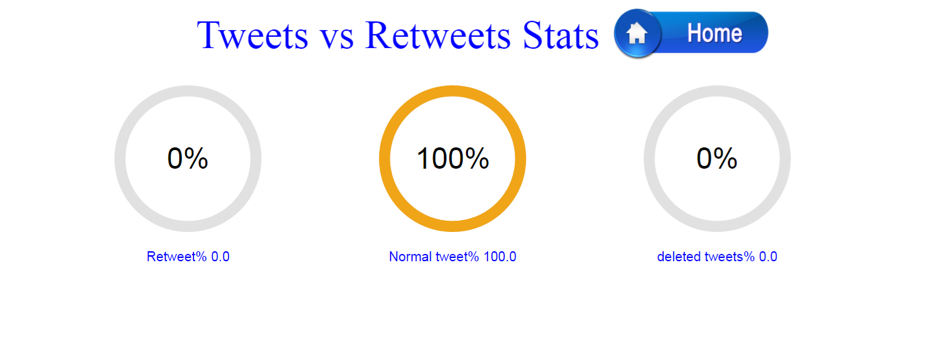 Tweets vs Retweets Stats
Home
0%
100%
0%
Retweet% 0.0
Normal tweet% 100.0
deleted tweets% 0.0